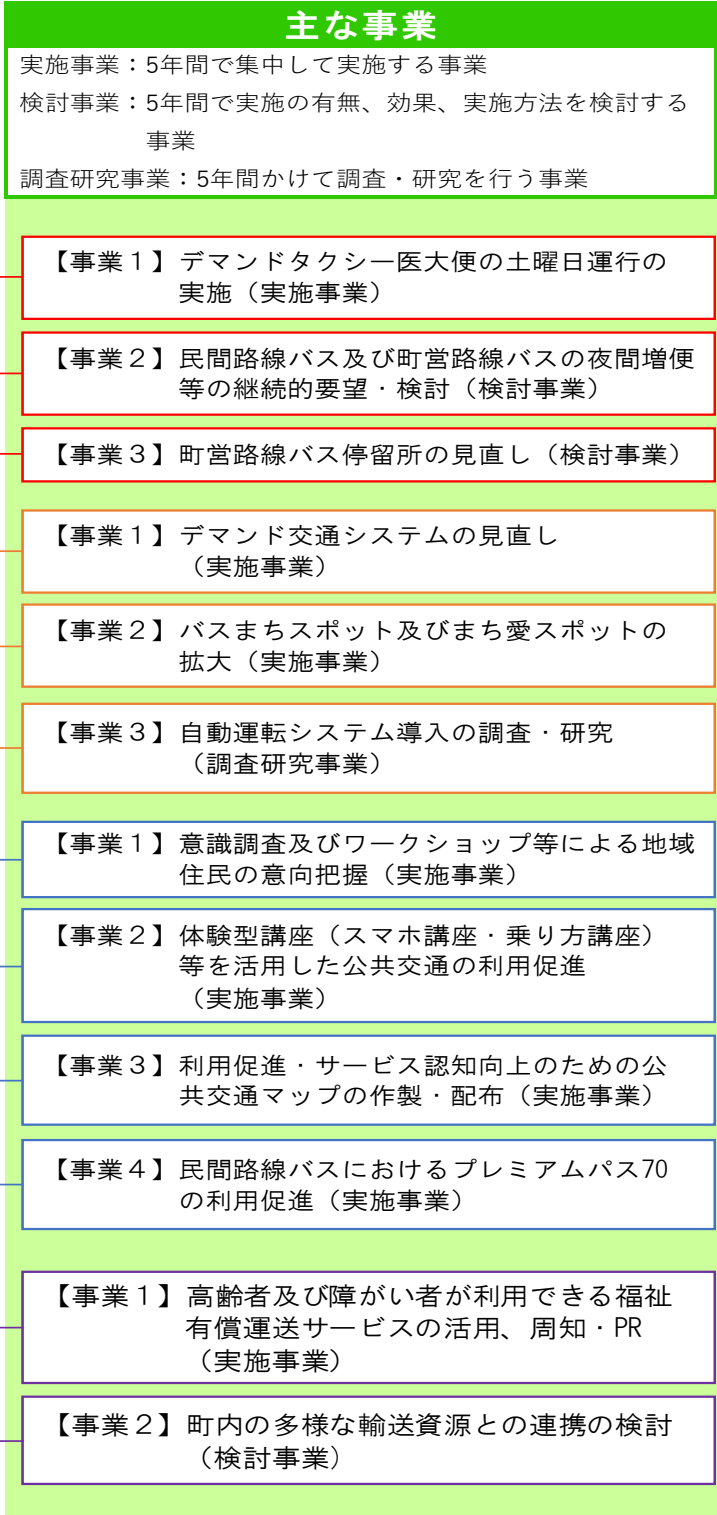 主な事業
実施事業：5年間で集中して実施する事業
検討事業：5年間で実施の有無、効果、実施方法を検討する
事業
調査研究事業：5年間かけて調査・研究を行う事業
【事業１】デマンドタクシー医大便の土曜日運行の
実施（実施事業）
【事業２】民間路線バス及び町営路線バスの夜間増便
等の継続的要望・検討（検討事業）
【事業３】町営路線バス停留所の見直し（検討事業）
【事業１】デマンド交通システムの見直し
（実施事業）
【事業２】バスまちスポット及びまち愛スポットの
拡大（実施事業）
【事業３】自動運転システム導入の調査・研究
（調査研究事業）
【事業１】意識調査及びワークショップ等による地域
住民の意向把握（実施事業）
【事業２】体験型講座（スマホ講座・乗り方講座）
等を活用した公共交通の利用促進
（実施事業）
【事業３】利用促進・サービス認知向上のための公
共交通マップの作製・配布（実施事業）
【事業４】民間路線バスにおけるプレミアムパス70
の利用促進（実施事業）
【事業１】高齢者及び障がい者が利用できる福祉
有償運送サービスの活用、周知・PR
（実施事業）
【事業２】町内の多様な輸送資源との連携の検討
（検討事業）